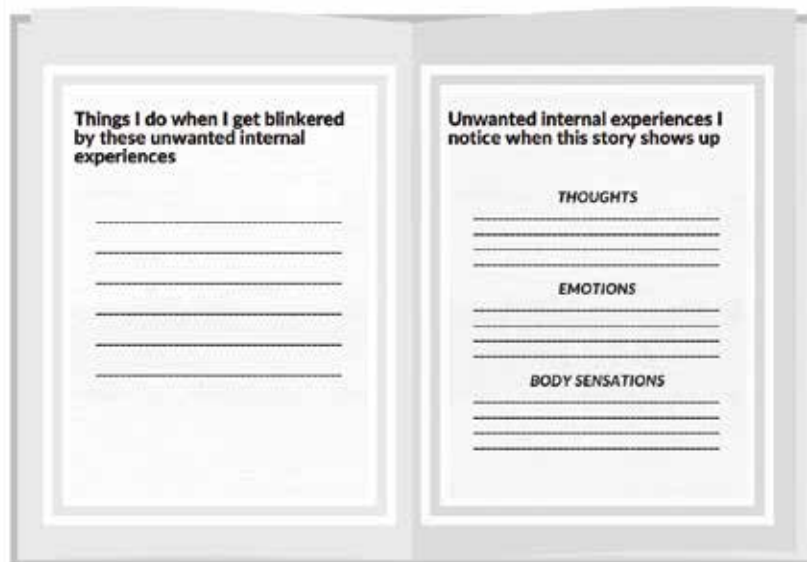 Things I do when I get blinkered
by these unwanted internal
experiences
Unwanted internal experiences I
notice when this story shows up
THOUGHTS
EMOTIONS
BODY SENSATIONS